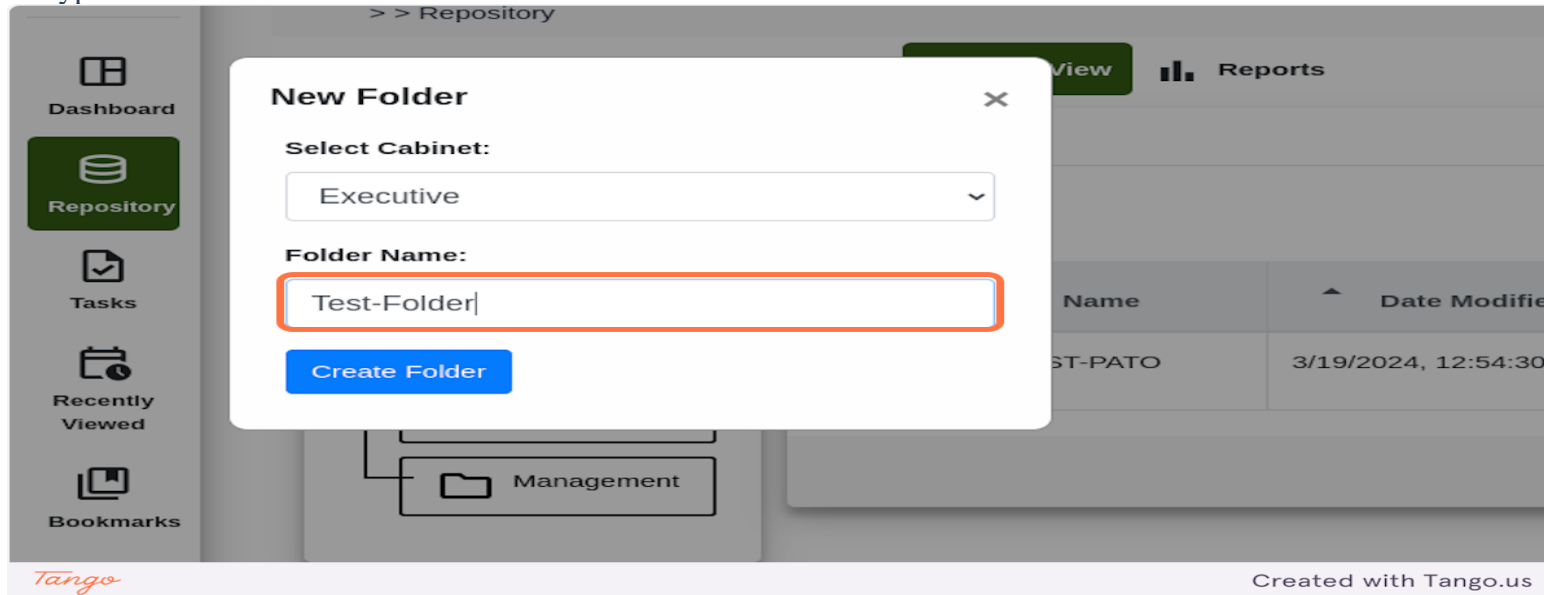 > > Repository
Dashboard
Repository
Tasks
Recently
Viewed
Bookmarks
View
Reports
New Folder
×
Select Cabinet:
Executive
Folder Name:
Test-Folder
Create Folder
Management
Name
Date Modifie
ST-PATO
3/19/2024, 12:54:30
Tango
Created with Tango.us